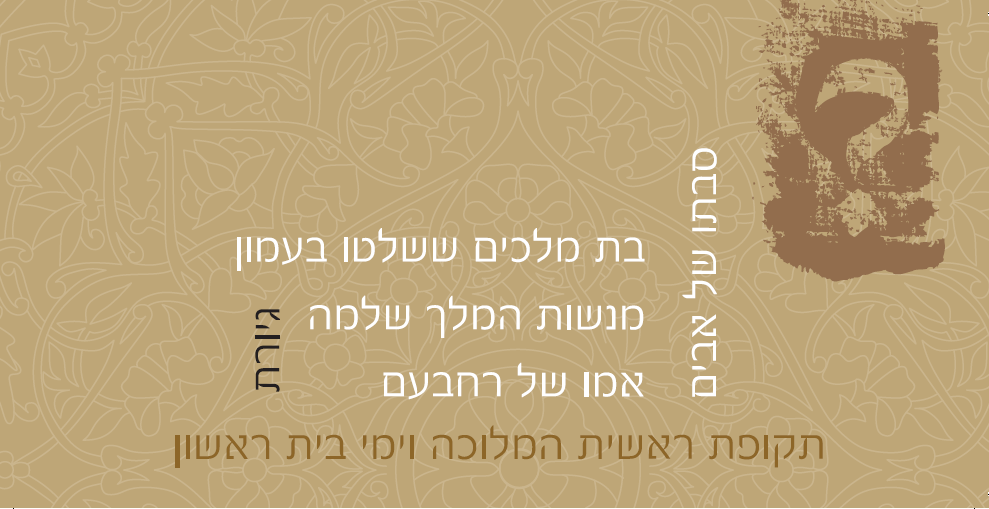 סבתו של אבים
בת מלכים ששלטו בעמון
מנשות המלך שלמה
אמו של רחבעם
גיורת
תקופת ראשית המלוכה וימי בית ראשון
?